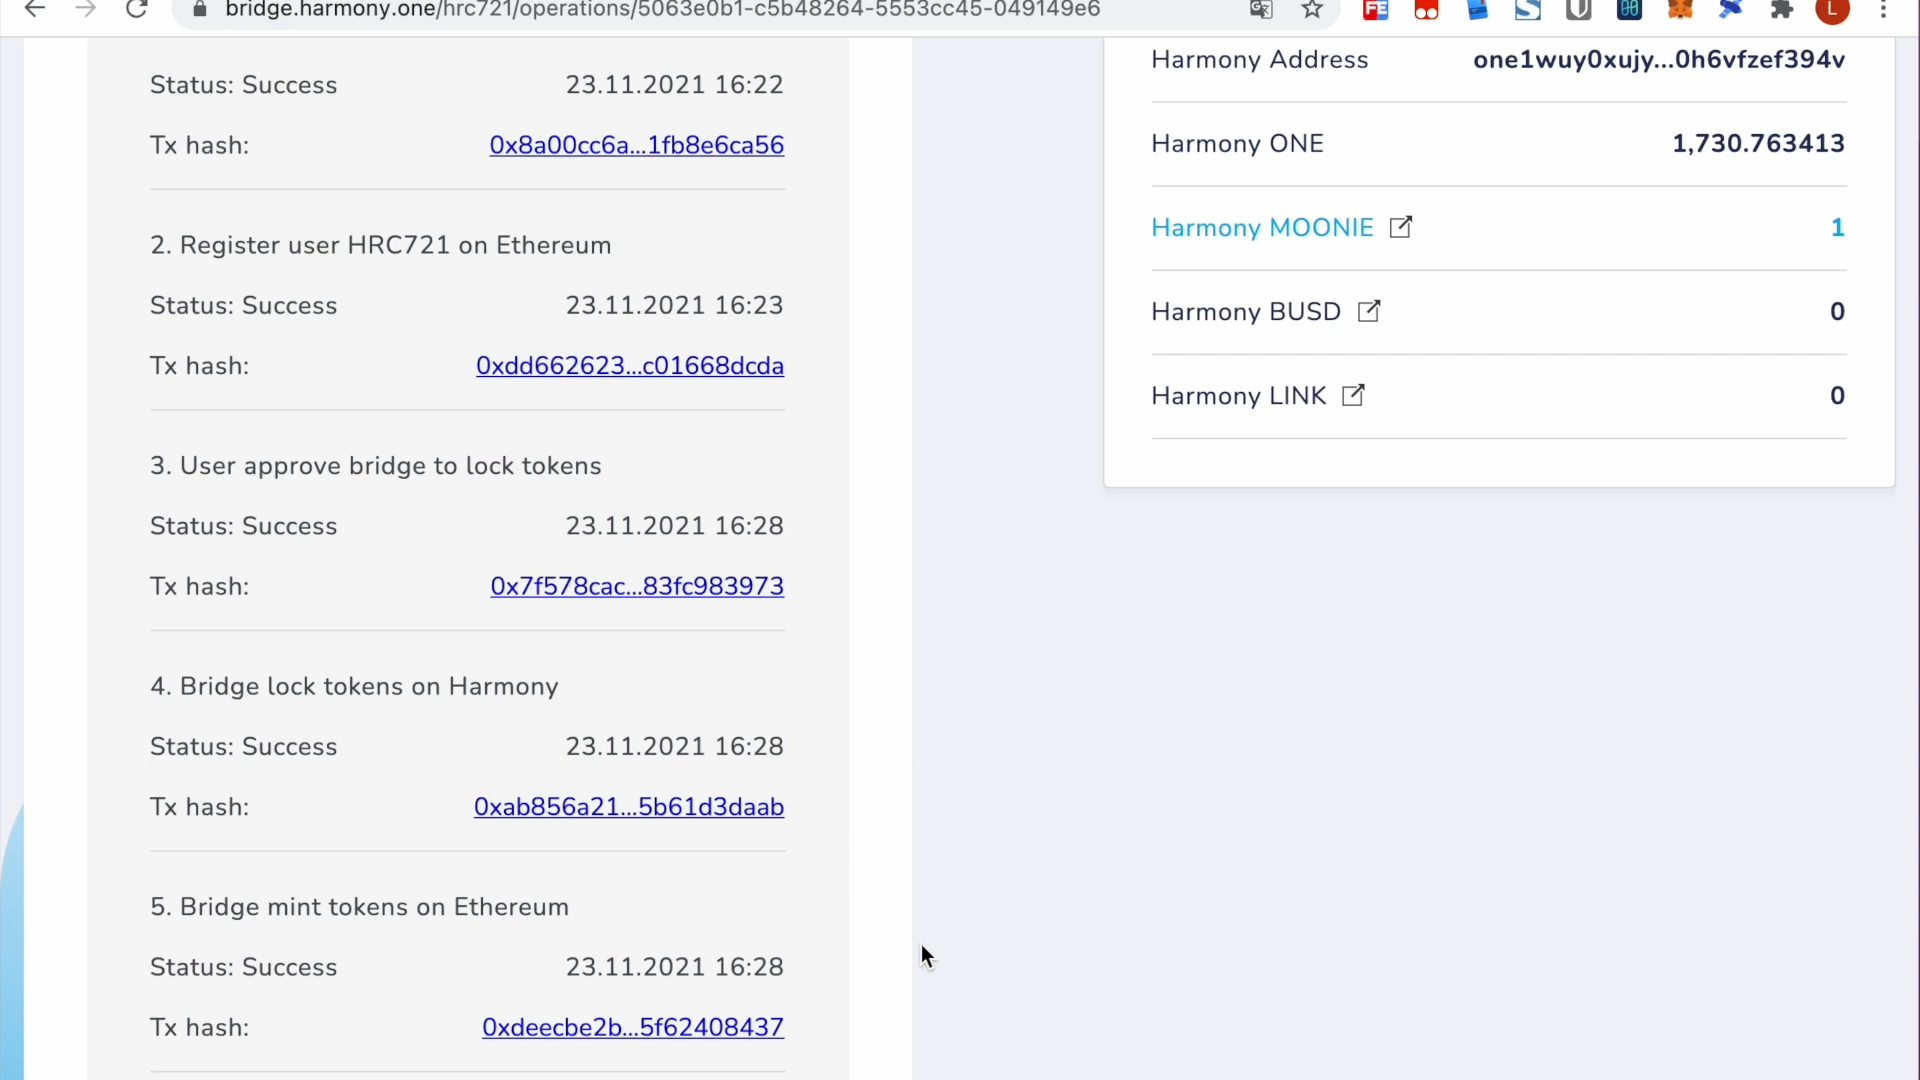 bridge.harmony.one/hrc721/operations/5063e0b1-c5b48264-5553cc45-049149e6
FE
L
Status: Success 23.11.2021 16:22
Tx hash: 0x8a00cc6a...1fb8e6ca56
2. Register user HRC721 on Ethereum
Status: Success 23.11.2021 16:23
Tx hash: 0xdd662623...c01668dcda
3. User approve bridge to lock tokens
Status: Success 23.11.2021 16:28
Tx hash: 0x7f578cac...83fc983973
4. Bridge lock tokens on Harmony
Status: Success 23.11.2021 16:28
Tx hash: 0xab856a21...5b61d3daab
5. Bridge mint tokens on Ethereum
Status: Success 23.11.2021 16:28
Tx hash: 0xdeecbe2b...5f62408437
Harmony Address one1wuy0xujy...0h6vfzef394v
Harmony ONE 1,730.763413
Harmony MOONIE 1
Harmony BUSD 0
Harmony LINK 0